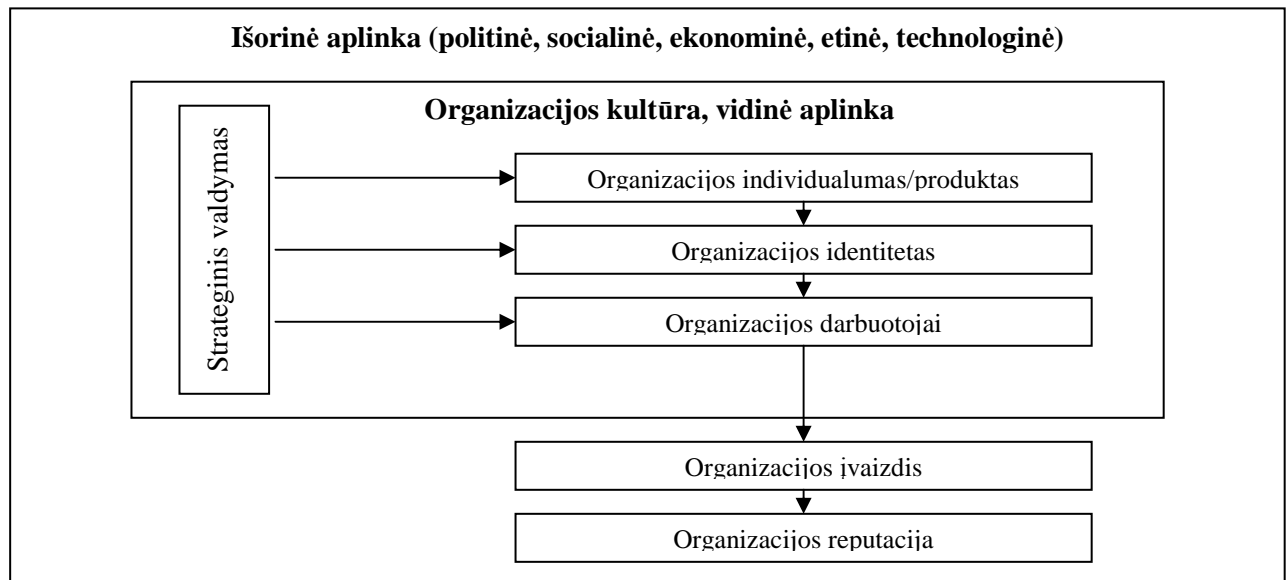 Išorinė aplinka (politinė, socialinė, ekonominė, etinė, technologinė)
Organizacijos kultūra, vidinė aplinka
Strateginis valdymas
Organizacijos individualumas/produktas
Organizacijos identitetas
Organizacijos darbuotojai
Organizacijos įvaizdis
Organizacijos reputacija